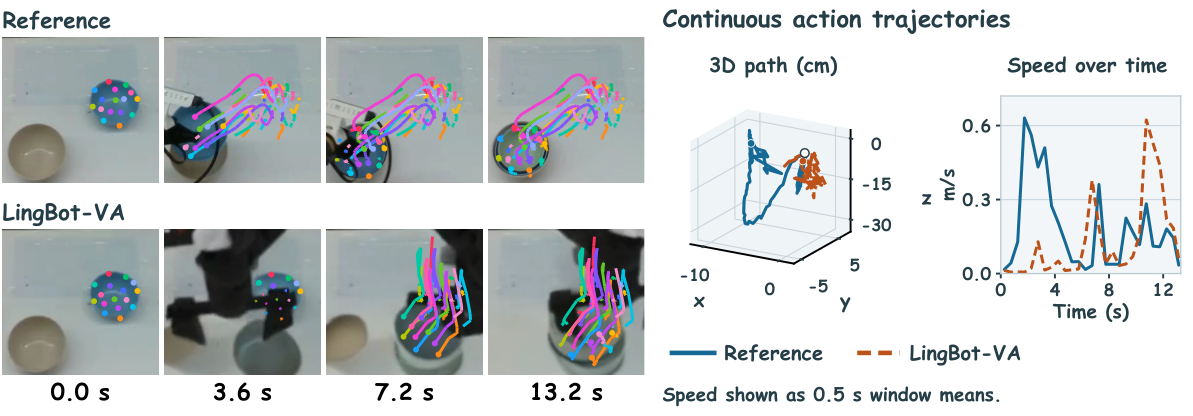 Reference
LingBot-VA
0.0 s
3.6 s
7.2 s
13.2 s
Continuous action trajectories
3D path (cm)
0
-15
-30
z
-10
0
-5
5
x
y
Speed over time
0.6
0.3
0.0
m/s
0
4
8
12
Time (s)
Reference
LingBot-VA
Speed shown as 0.5 s window means.